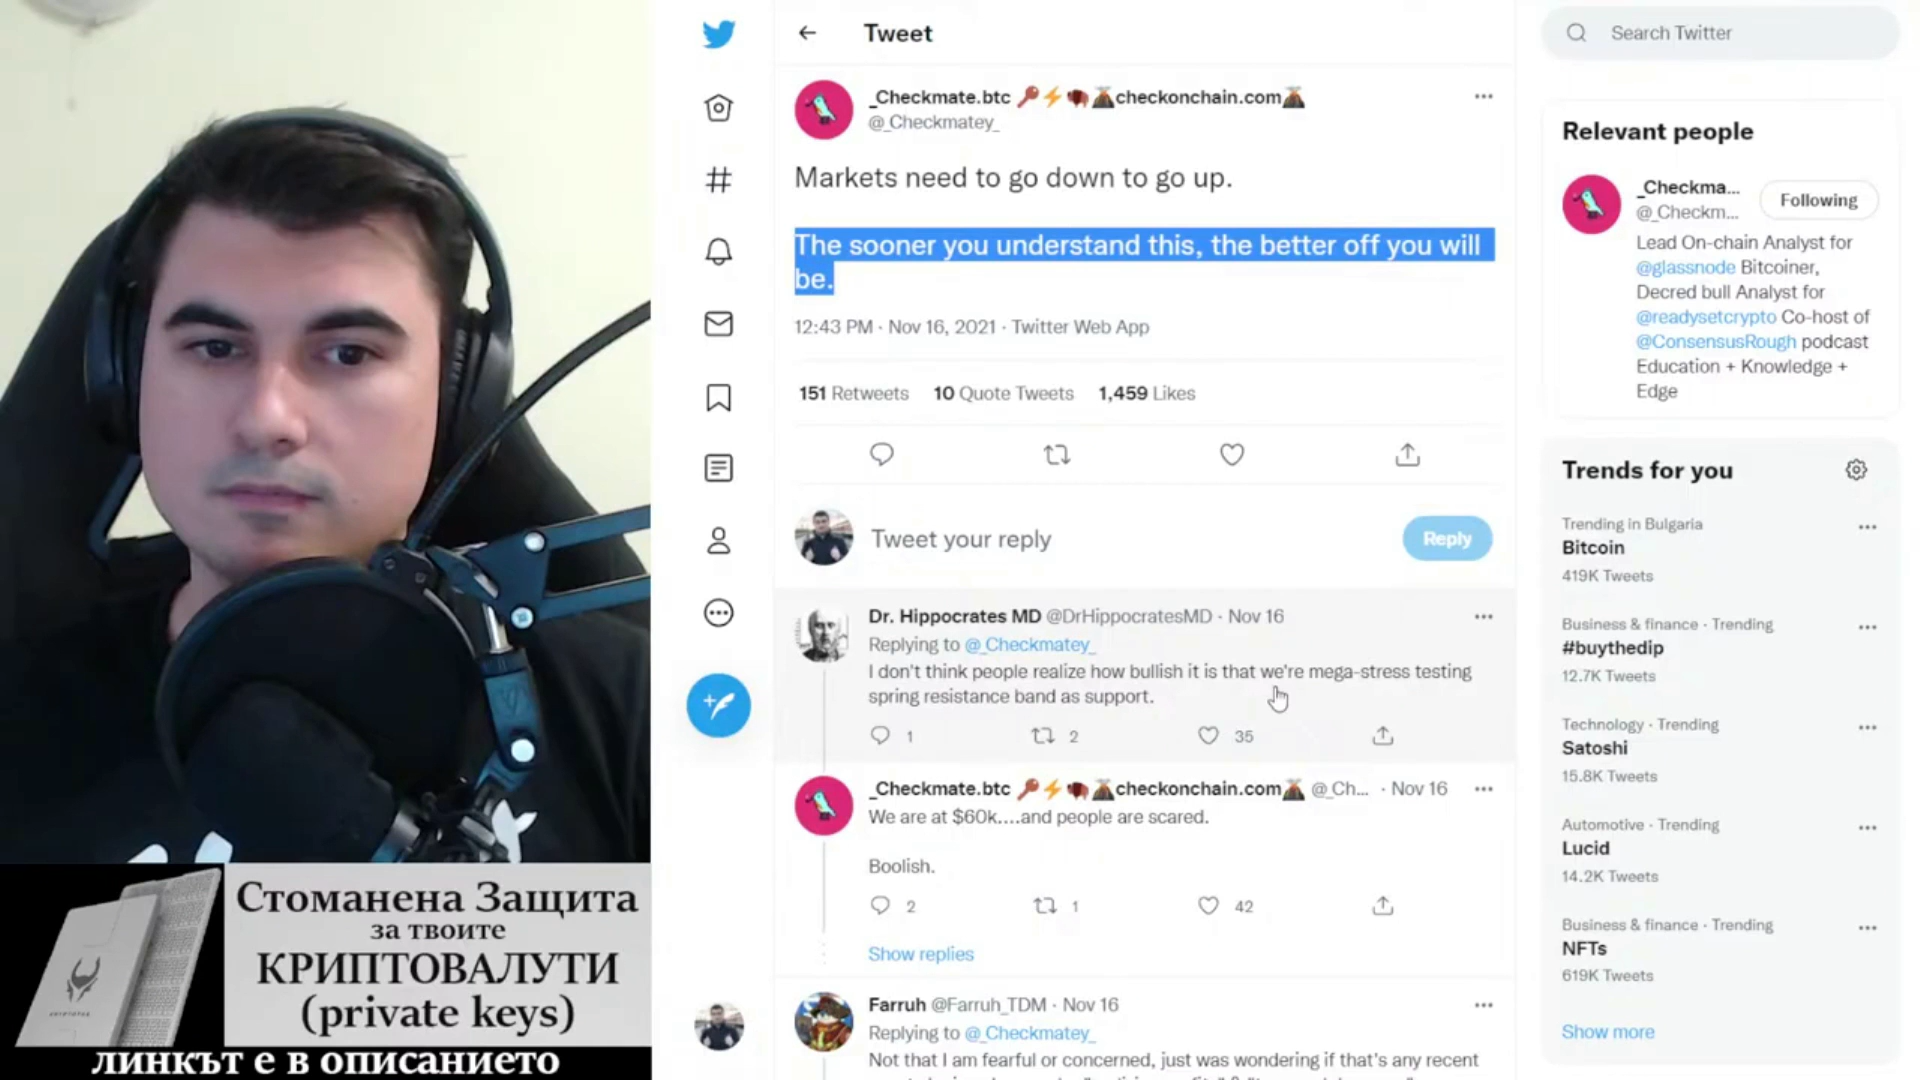 Tweet
_Checkmate.btc 🔑⚡🦬🌋checkonchain.com🌋
@_Checkmatey_
Markets need to go down to go up.
The sooner you understand this, the better off you will
be.
12:43 PM · Nov 16, 2021 · Twitter Web App
151 Retweets 10 Quote Tweets 1,459 Likes
Tweet your reply
Reply
Dr. Hippocrates MD @DrHippocratesMD · Nov 16
Replying to @_Checkmatey_
I don't think people realize how bullish it is that we're mega-stress testing
spring resistance band as support.
1 2 35
_Checkmate.btc 🔑⚡🦬🌋checkonchain.com🌋 @_Ch... · Nov 16
We are at $60k....and people are scared.
Boolish.
2 1 42
Show replies
Farruh @Farruh_TDM · Nov 16
Replying to @_Checkmatey_
Not that I am fearful or concerned, just was wondering if that's any recent
Search Twitter
Relevant people
_Checkma...
@_Checkm...
Following
Lead On-chain Analyst for
@glassnode Bitcoiner,
Decred bull Analyst for
@readysetcrypto Co-host of
@ConsensusRough podcast
Education + Knowledge +
Edge
Trends for you
Trending in Bulgaria
Bitcoin
419K Tweets
Business & finance · Trending
#buythedip
12.7K Tweets
Technology · Trending
Satoshi
15.8K Tweets
Automotive · Trending
Lucid
14.2K Tweets
Business & finance · Trending
NFTs
619K Tweets
Show more
Стоманена Защита
за твоите
КРИПТОВАЛУТИ
(private keys)
линкът е в описанието